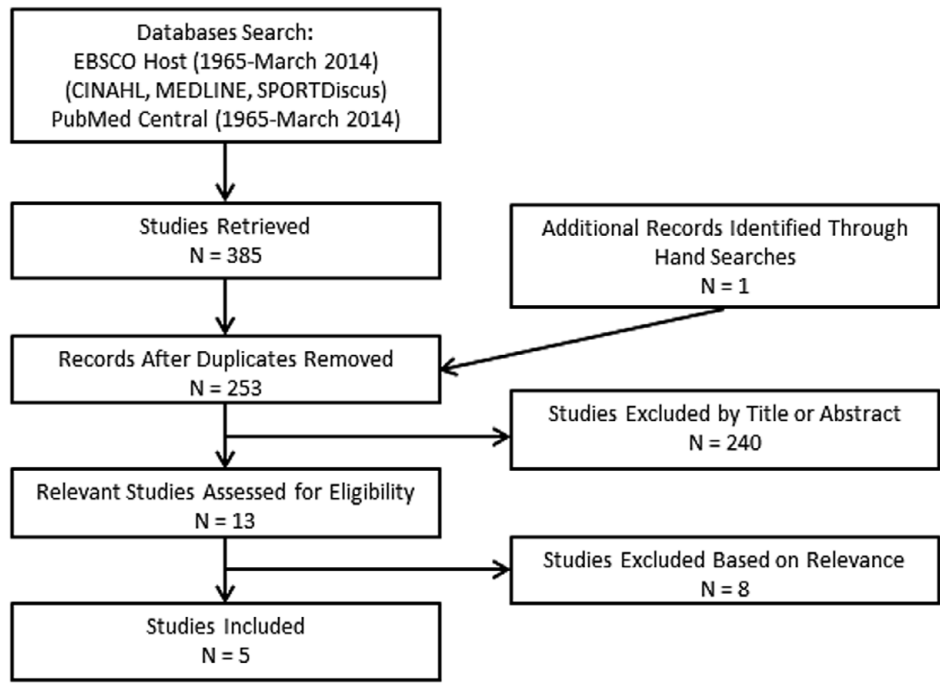 Databases Search:
EBSCO Host (1965-March 2014)
(CINAHL, MEDLINE, SPORTDiscus)
PubMed Central (1965-March 2014)
Studies Retrieved
N = 385
Additional Records Identified Through
Hand Searches
N = 1
Records After Duplicates Removed
N = 253
Studies Excluded by Title or Abstract
N = 240
Relevant Studies Assessed for Eligibility
N = 13
Studies Excluded Based on Relevance
N = 8
Studies Included
N = 5